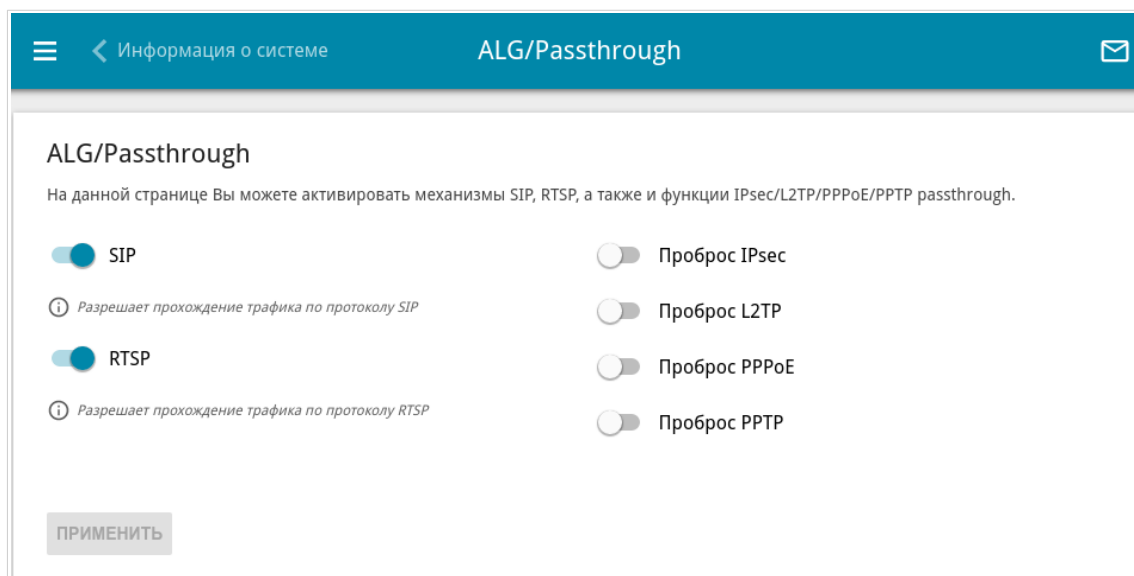 Информация о системе
ALG/Passthrough
ALG/Passthrough
На данной странице Вы можете активировать механизмы SIP, RTSP, а также и функции IPsec/L2TP/PPPoE/PPTP passthrough.
SIP
Разрешает прохождение трафика по протоколу SIP
RTSP
Разрешает прохождение трафика по протоколу RTSP
Проброс IPsec
Проброс L2TP
Проброс PPPoE
Проброс PPTP
ПРИМЕНИТЬ